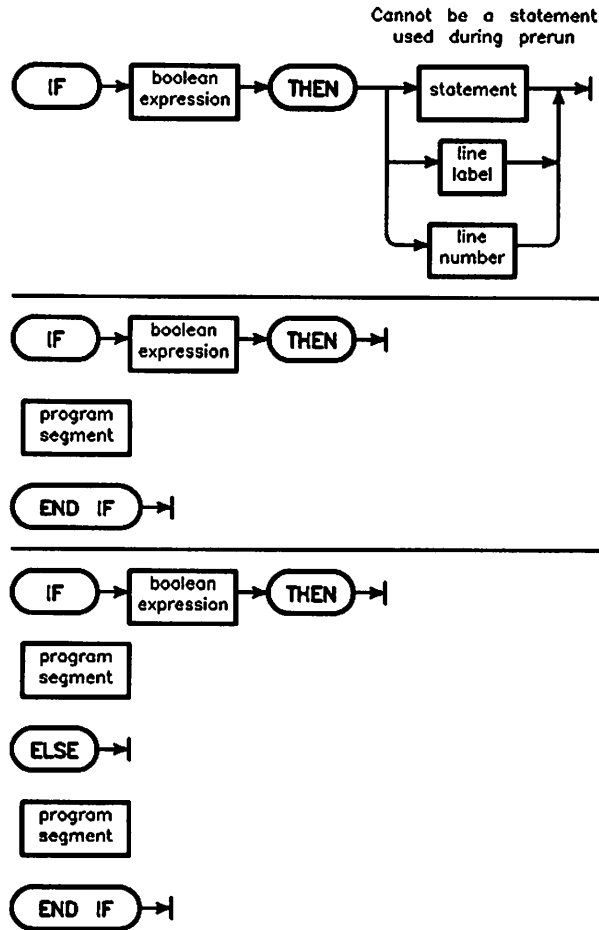 Cannot be a statement
used during prerun
IF
boolean
expression
THEN
statement
line
label
line
number
IF
boolean
expression
THEN
program
segment
END IF
IF
boolean
expression
THEN
program
segment
ELSE
program
segment
END IF